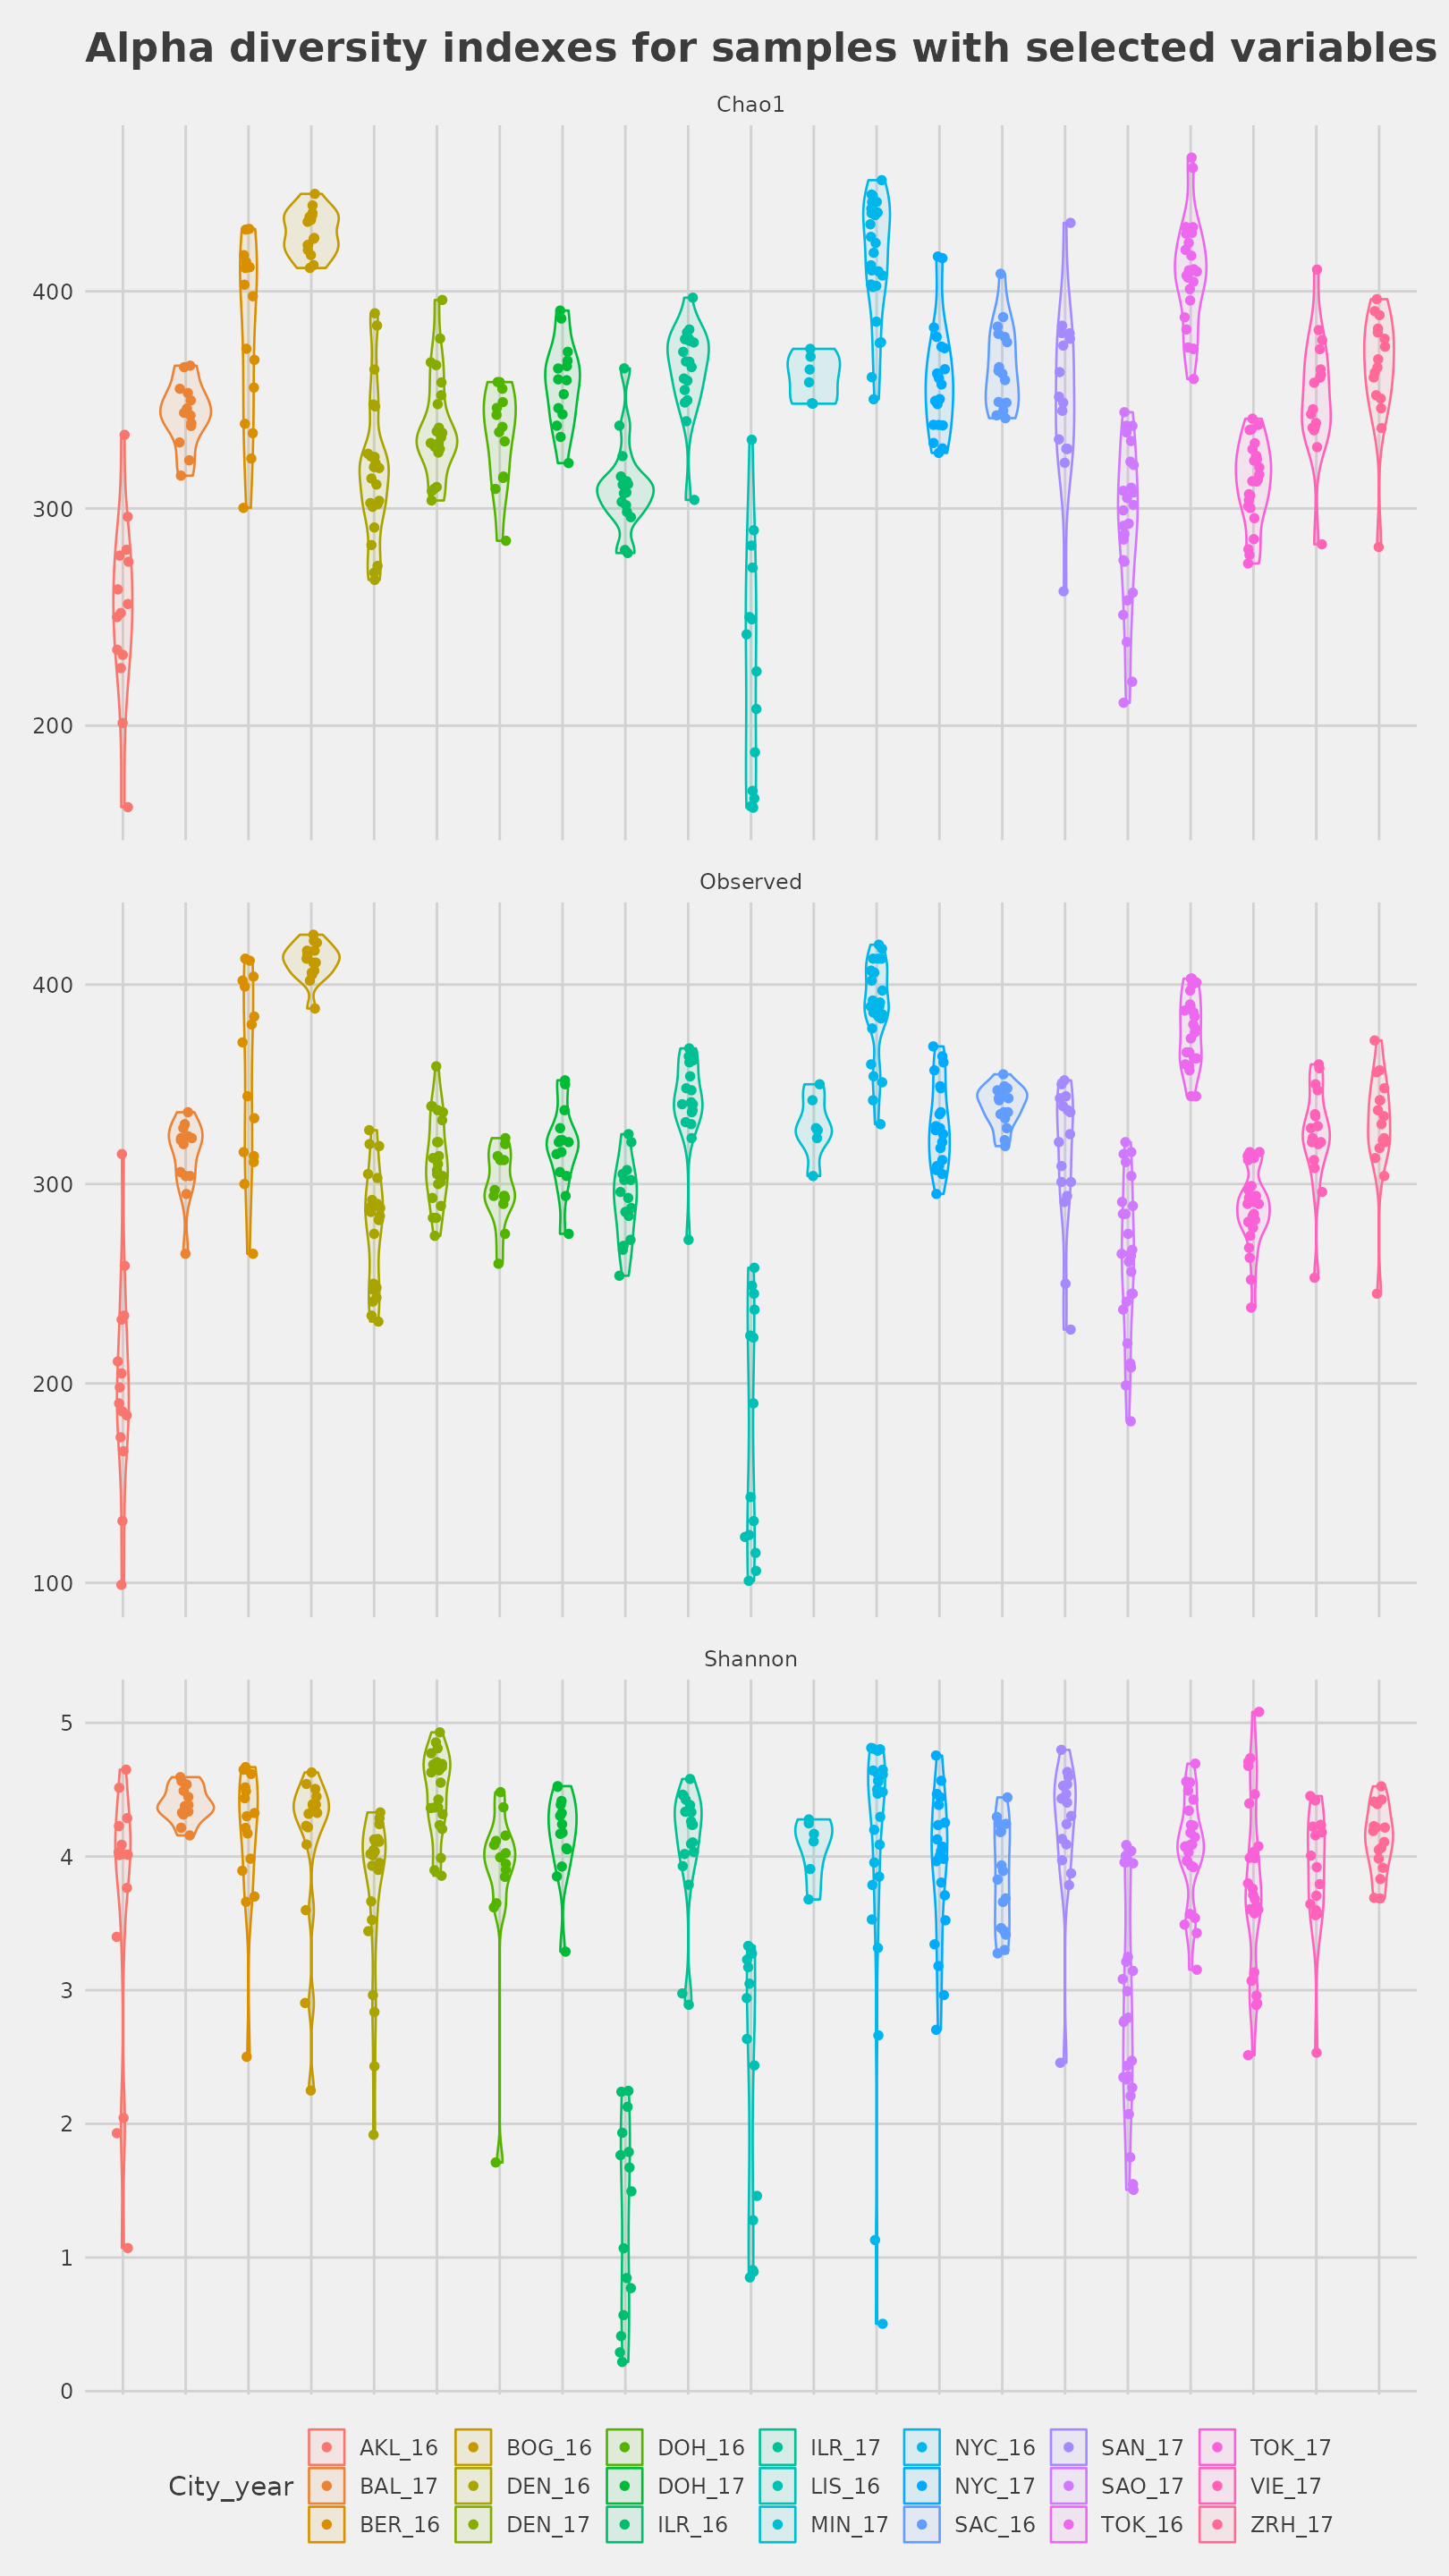 Alpha diversity indexes for samples with selected variables
Chao1
400
300
200
Observed
400
300
200
100
Shannon
5
4
3
2
1
0
AKL_16 BOG_16 DOH_16 ILR_17 NYC_16 SAN_17 TOK_17
City_year BAL_17 DEN_16 DOH_17 LIS_16 NYC_17 SAO_17 VIE_17
BER_16 DEN_17 ILR_16 MIN_17 SAC_16 TOK_16 ZRH_17